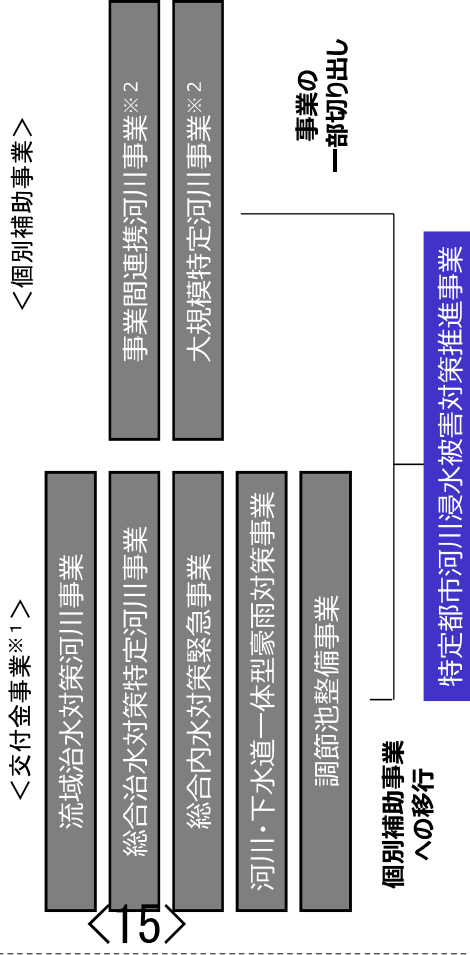 ＜交付金事業※1＞
流域治水対策河川事業
総合治水対策特定河川事業
総合内水対策緊急事業
河川・下水道一体型豪雨対策事業
調節池整備事業
個別補助事業
への移行
＜個別補助事業＞
事業間連携河川事業※2
大規模特定河川事業※2
事業の
一部切り出し
特定都市河川浸水被害対策推進事業
〈15〉